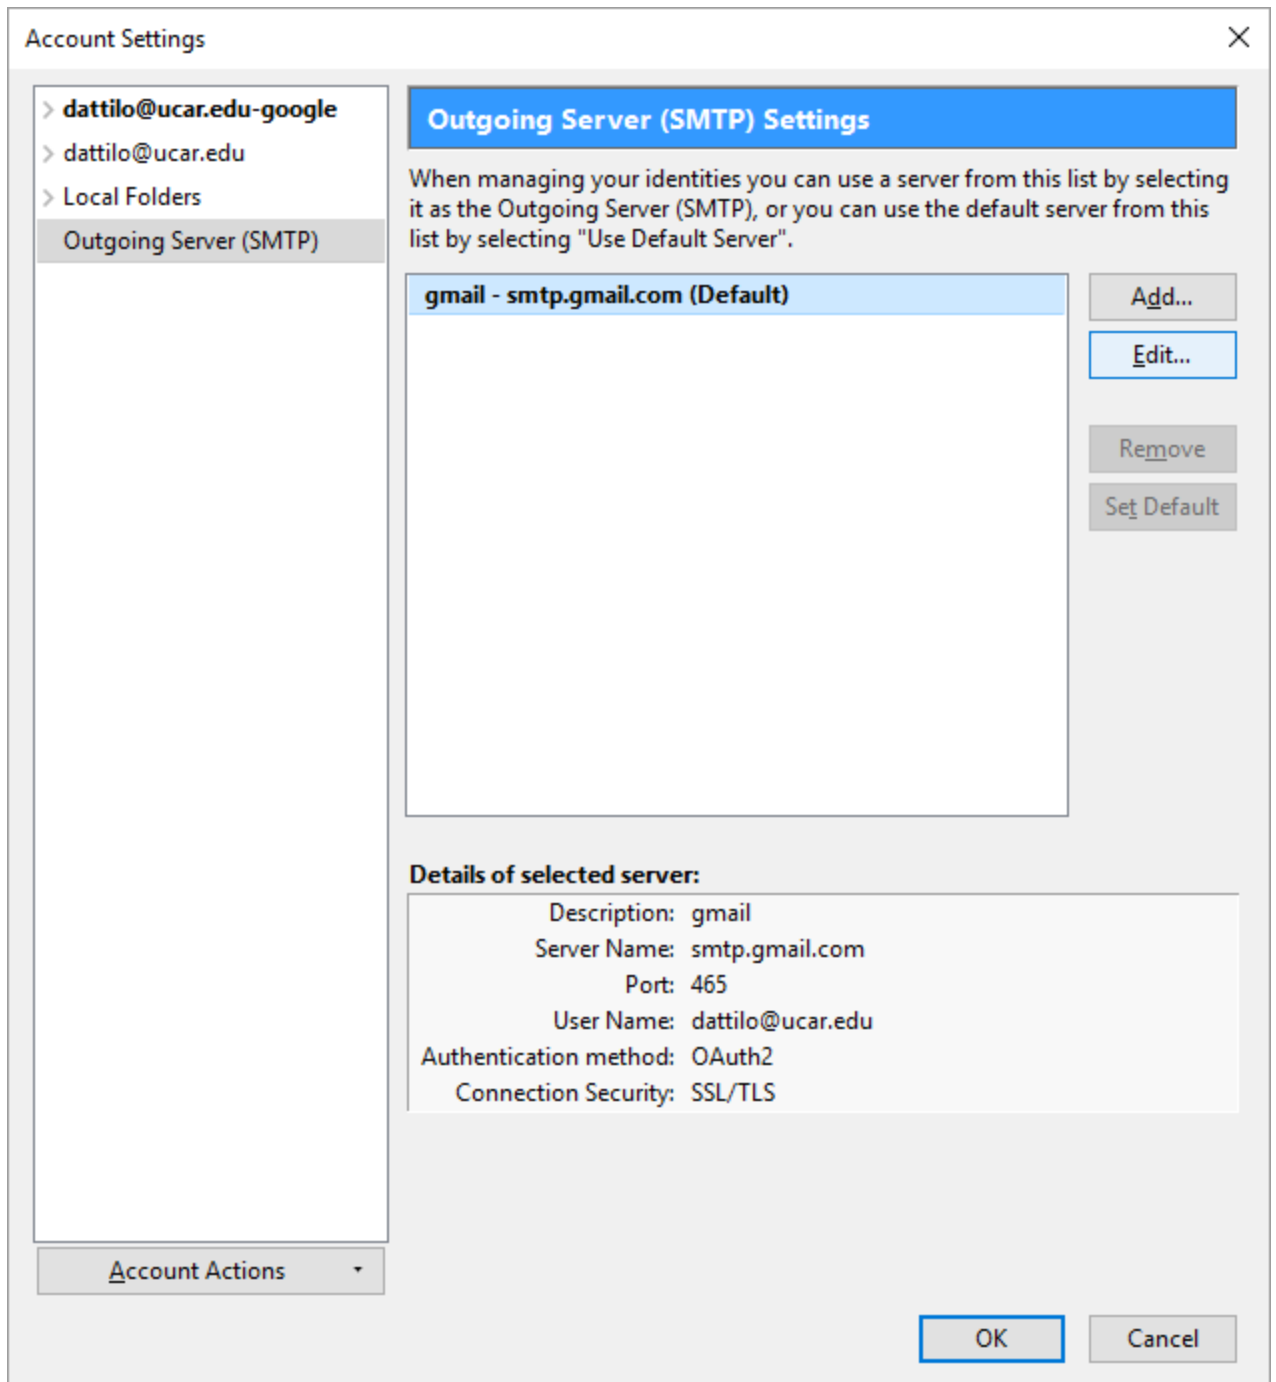 Account Settings
dattilo@ucar.edu-google
dattilo@ucar.edu
Local Folders
Outgoing Server (SMTP)
Account Actions
Outgoing Server (SMTP) Settings
When managing your identities you can use a server from this list by selecting
it as the Outgoing Server (SMTP), or you can use the default server from this
list by selecting "Use Default Server".
gmail - smtp.gmail.com (Default)
Add...
Edit...
Remove
Set Default
Details of selected server:
Description: gmail
Server Name: smtp.gmail.com
Port: 465
User Name: dattilo@ucar.edu
Authentication method: OAuth2
Connection Security: SSL/TLS
OK
Cancel